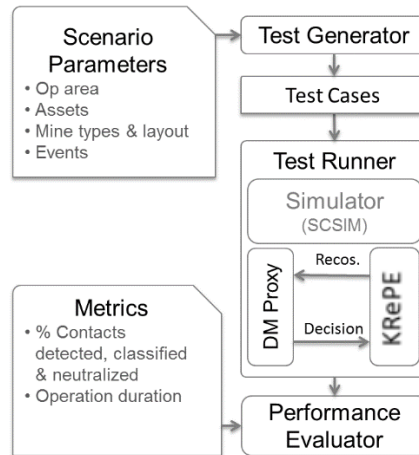 Scenario
Parameters
• Op area
• Assets
• Mine types & layout
• Events
Test Generator
Test Cases
Test Runner
Simulator
(SCSIM)
DM Proxy
Recos.
Decision
KRePE
Metrics
• % Contacts
detected, classified
& neutralized
• Operation duration
Performance
Evaluator